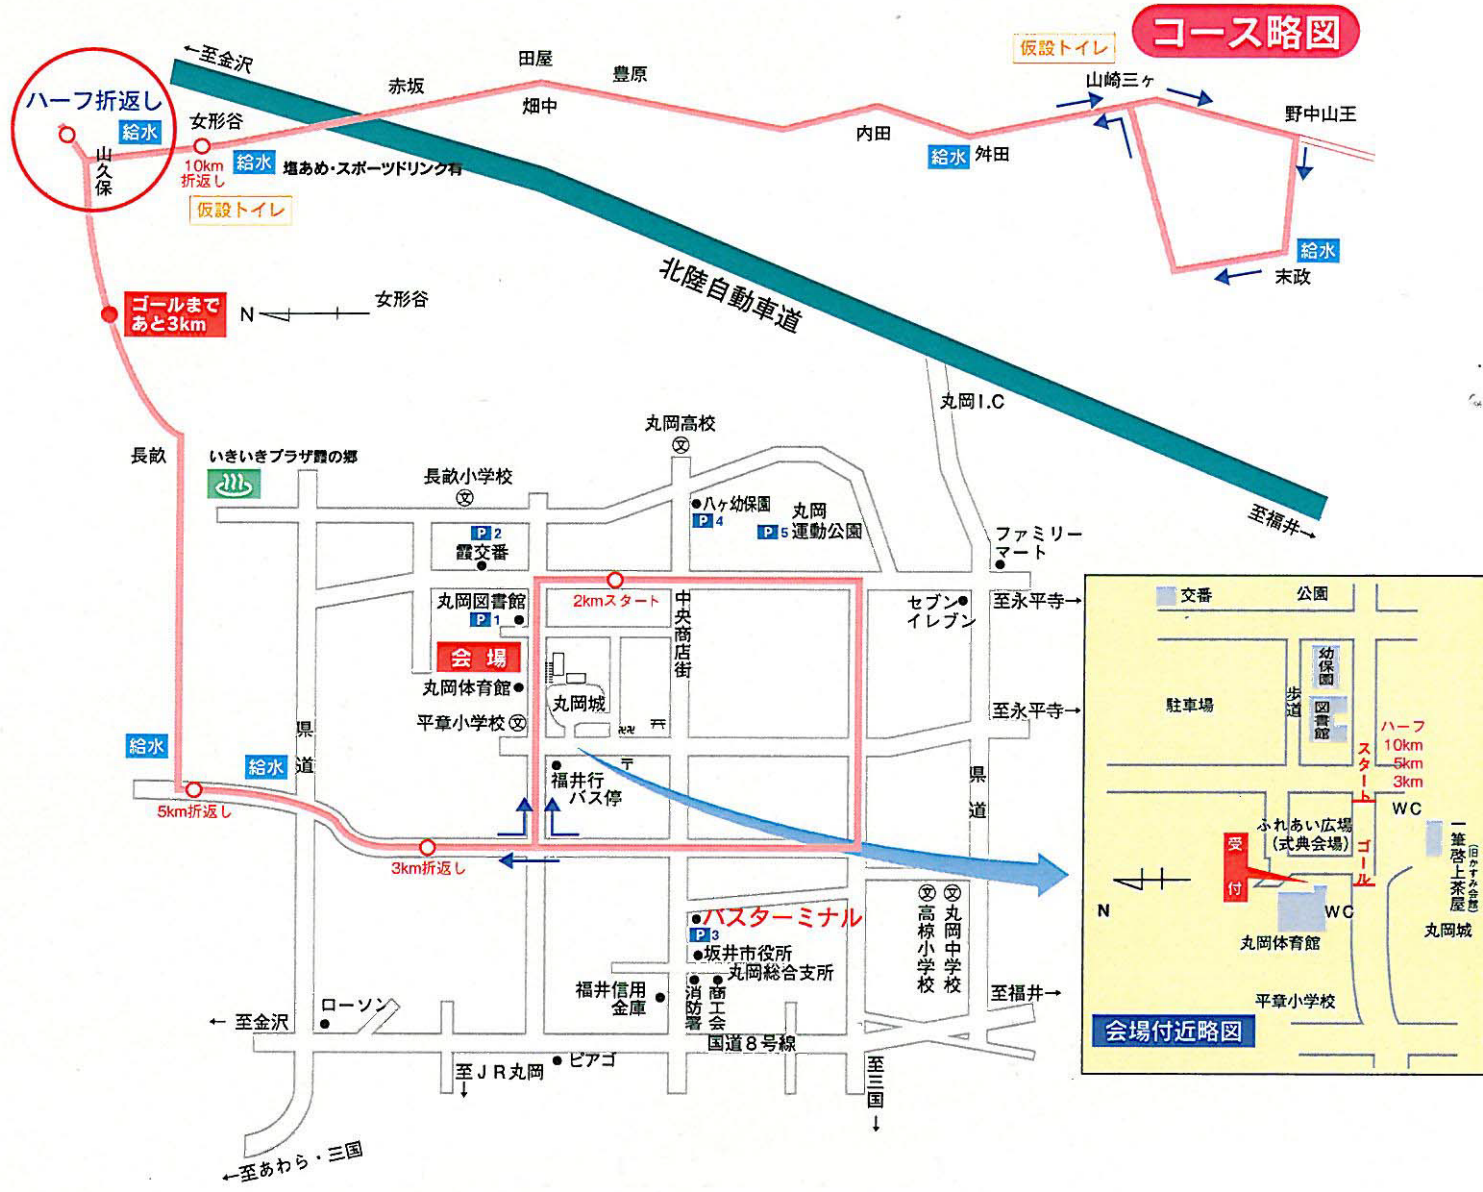 コース略図
←至金沢
ハーフ折返し
給水
山久保
女形谷
10km
折返し
給水
塩あめ・スポーツドリンク有
仮設トイレ
赤坂
田屋
畑中
豊原
内田
給水
舛田
仮設トイレ
山崎三ヶ
野中山王
給水
末政
北陸自動車道
至福井→
ゴールまで
あと3km
N
女形谷
長畝
いきいきプラザ霞の郷
長畝小学校
文
丸岡高校
文
丸岡I.C
P2
霞交番
八ヶ幼保園
P4
P5
丸岡
運動公園
ファミリー
マート
丸岡図書館
P1
2kmスタート
中央商店街
セブン
イレブン
至永平寺→
会場
丸岡体育館
平章小学校
文
丸岡城
〒
至永平寺→
県道
県道
給水
給水
福井行
バス停
5km折返し
3km折返し
バスターミナル
P3
坂井市役所
丸岡総合支所
文
高椋小学校
文
丸岡中学校
福井信用
金庫
消防署
商工会
国道8号線
至福井→
← 至金沢
ローソン
至JR丸岡
↓
ピアゴ
至三国
↓
←至あわら・三国
交番
公園
幼保園
駐車場
歩道
図書館
ハーフ
10km
5km
3km
スタート
WC
ふれあい広場
(式典会場)
ゴール
受付
一筆啓上茶屋
(旧かすみ会館)
N
WC
丸岡体育館
丸岡城
平章小学校
会場付近略図